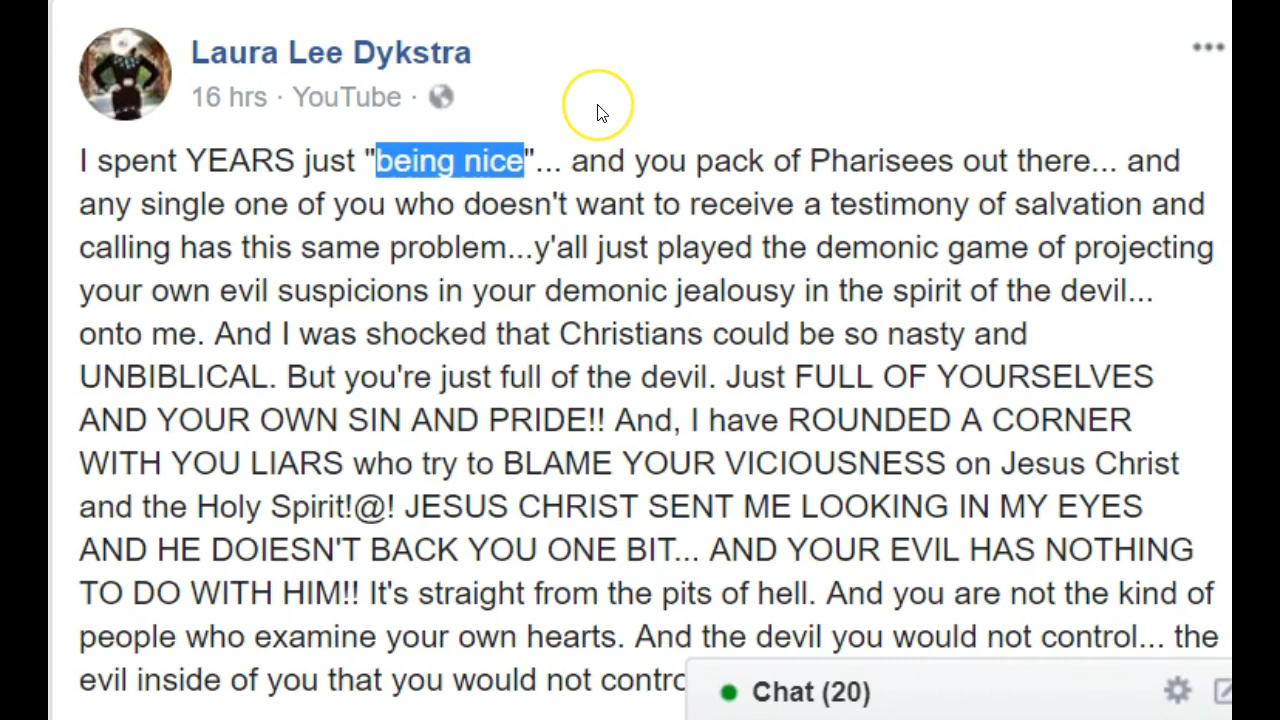 Laura Lee Dykstra
16 hrs · YouTube ·
I spent YEARS just "being nice"... and you pack of Pharisees out there... and
any single one of you who doesn't want to receive a testimony of salvation and
calling has this same problem...y'all just played the demonic game of projecting
your own evil suspicions in your demonic jealousy in the spirit of the devil...
onto me. And I was shocked that Christians could be so nasty and
UNBIBLICAL. But you're just full of the devil. Just FULL OF YOURSELVES
AND YOUR OWN SIN AND PRIDE!! And, I have ROUNDED A CORNER
WITH YOU LIARS who try to BLAME YOUR VICIOUSNESS on Jesus Christ
and the Holy Spirit!@! JESUS CHRIST SENT ME LOOKING IN MY EYES
AND HE DOIESN'T BACK YOU ONE BIT... AND YOUR EVIL HAS NOTHING
TO DO WITH HIM!! It's straight from the pits of hell. And you are not the kind of
people who examine your own hearts. And the devil you would not control... the
evil inside of you that you would not contro
Chat (20)